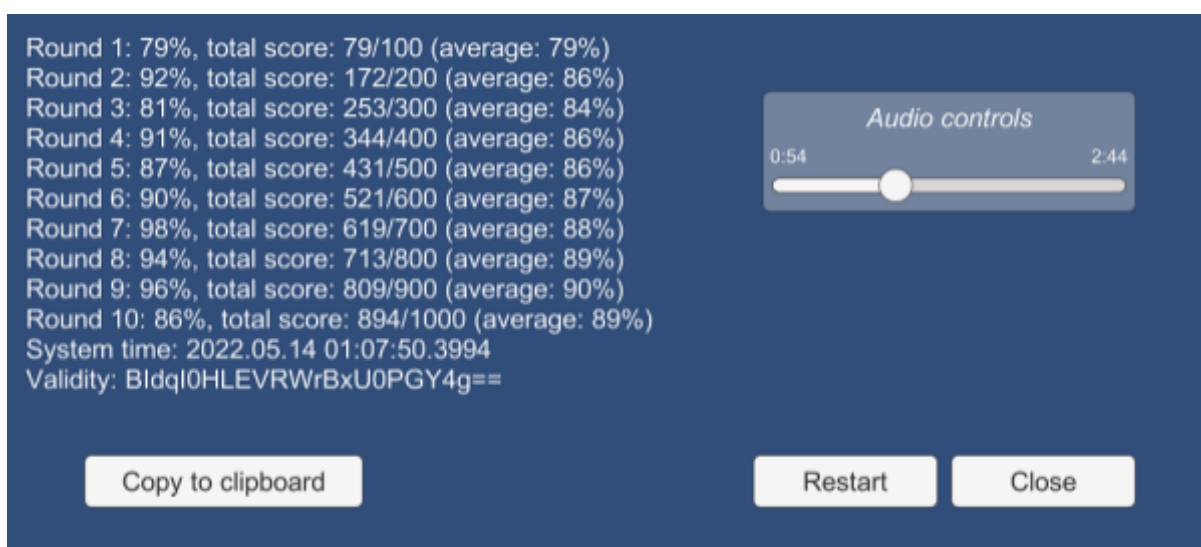 Round 1: 79%, total score: 79/100 (average: 79%)
Round 2: 92%, total score: 172/200 (average: 86%)
Round 3: 81%, total score: 253/300 (average: 84%)
Round 4: 91%, total score: 344/400 (average: 86%)
Round 5: 87%, total score: 431/500 (average: 86%)
Round 6: 90%, total score: 521/600 (average: 87%)
Round 7: 98%, total score: 619/700 (average: 88%)
Round 8: 94%, total score: 713/800 (average: 89%)
Round 9: 96%, total score: 809/900 (average: 90%)
Round 10: 86%, total score: 894/1000 (average: 89%)
System time: 2022.05.14 01:07:50.3994
Validity: BIdqI0HLEVRWrBxU0PGY4g==
Audio controls
0:54 2:44
Copy to clipboard
Restart
Close